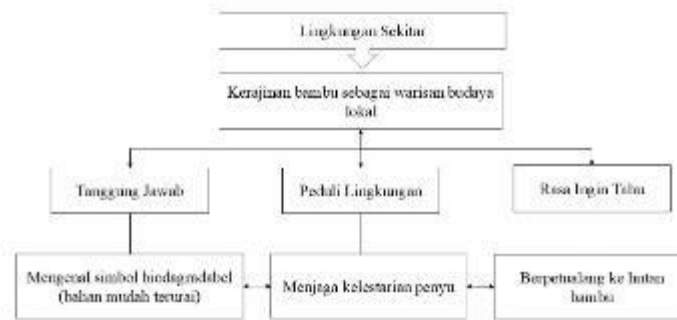 Lingkungan Sekitar
Kerajinan bambu sebagai warisan budaya
lokal
Tanggung Jawab
Peduli Lingkungan
Rasa Ingin Tahu
Mengenal simbol
(bahan mudah terurai)
Menjaga kelestarian penyu
Berpetualang ke hutan
bambu